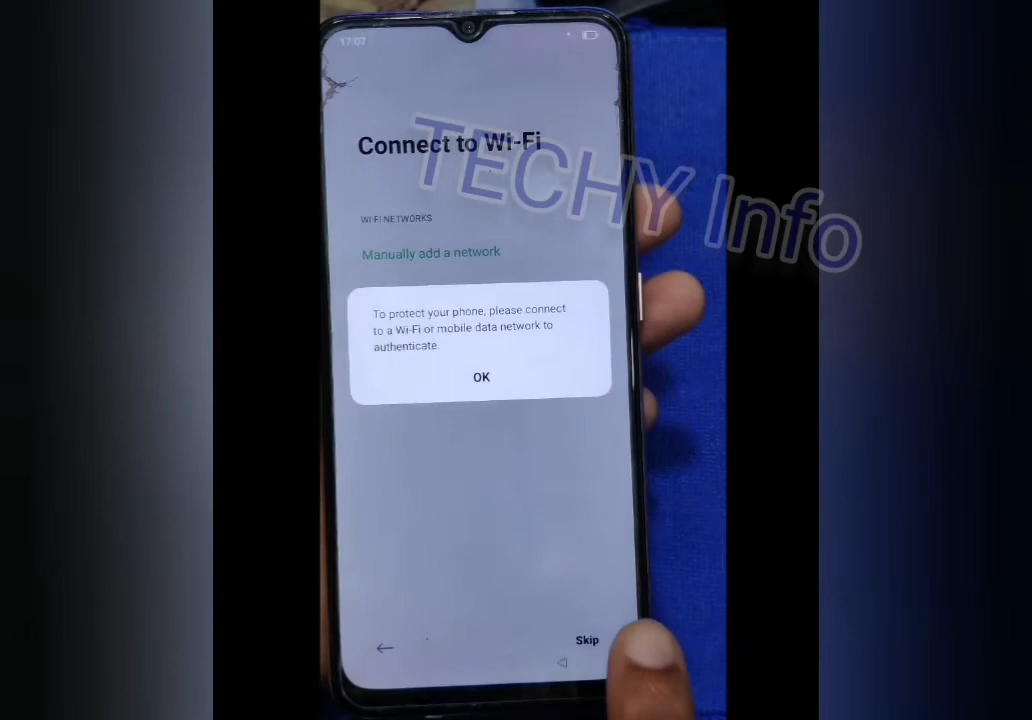 17:07
Connect to Wi-Fi
TECHY Info
WI-FI NETWORKS
Manually add a network
To protect your phone, please connect
to a Wi-Fi or mobile data network to
authenticate.
OK
Skip